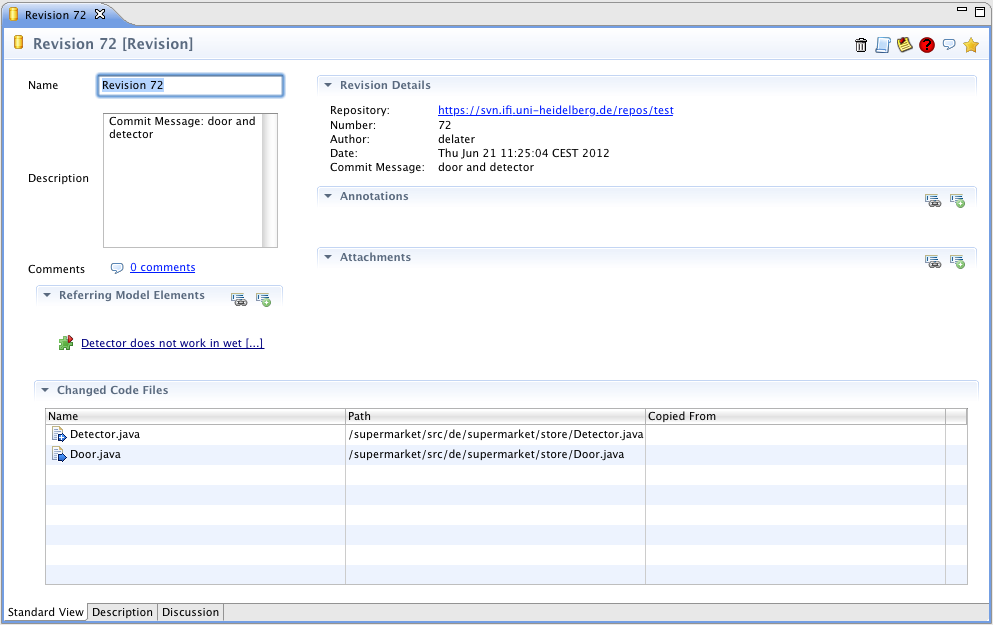 Revision 72
Revision 72 [Revision]
Name
Revision 72
Description
Commit Message: door and
detector
Comments
0 comments
Referring Model Elements
Detector does not work in wet [...]
Revision Details
Repository: https://svn.ifi.uni-heidelberg.de/repos/test
Number: 72
Author: delater
Date: Thu Jun 21 11:25:04 CEST 2012
Commit Message: door and detector
Annotations
Attachments
Changed Code Files
Name Path Copied From
Detector.java /supermarket/src/de/supermarket/store/Detector.java
Door.java /supermarket/src/de/supermarket/store/Door.java
Standard View Description Discussion